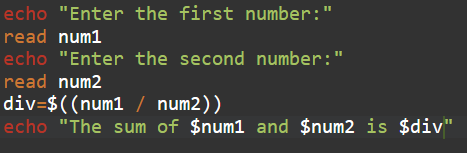 echo "Enter the first number:"
read num1
echo "Enter the second number:"
read num2
div=$((num1 / num2))
echo "The sum of $num1 and $num2 is $div"